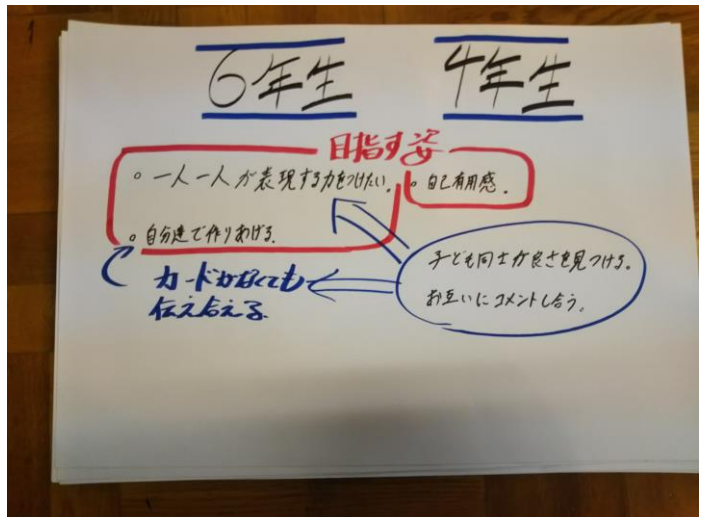 6年生 4年生
目指す姿
。一人一人が表現する力をつけたい。 。自己有用感。
。自分達で作りあげる。
子ども同士が良さを見つける。
お互いにコメントし合う。
カードがなくても
伝え合える